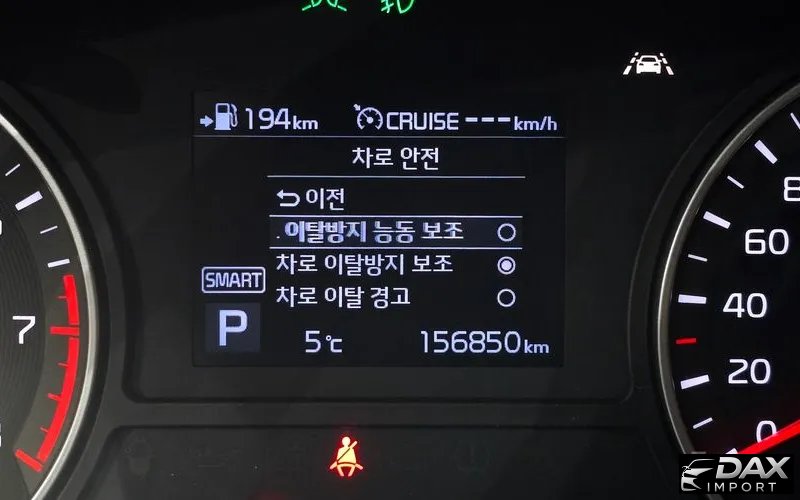 194km CRUISE ---km/h
차로 안전
이전
. 이탈방지 능동 보조
차로 이탈방지 보조
차로 이탈 경고
SMART
P
5℃ 156850km
7
8
60
40
20
0
DAX
IMPORT